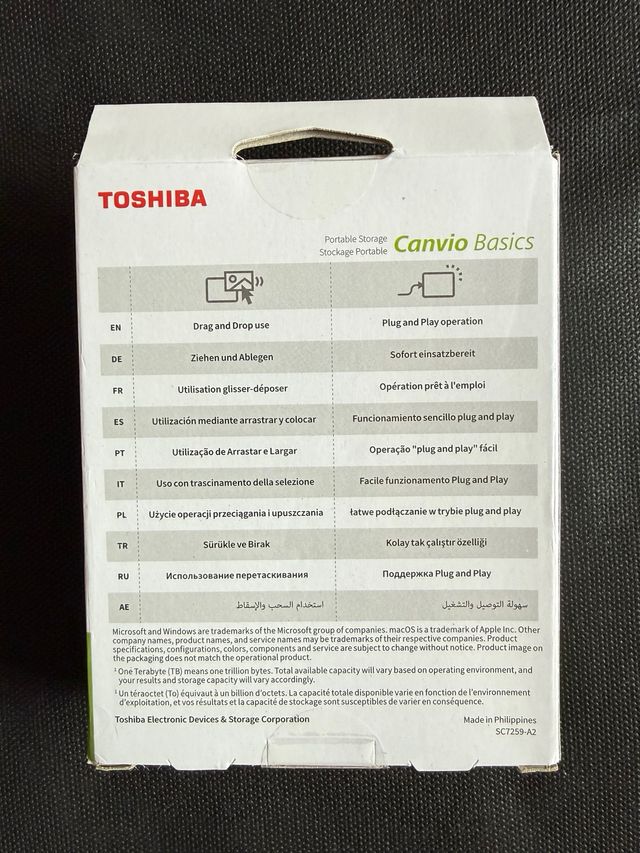 TOSHIBA
Portable Storage
Stockage Portable
Canvio Basics
EN Drag and Drop use Plug and Play operation
DE Ziehen und Ablegen Sofort einsatzbereit
FR Utilisation glisser-déposer Opération prêt à l'emploi
ES Utilización mediante arrastrar y colocar Funcionamiento sencillo plug and play
PT Utilização de Arrastar e Largar Operação "plug and play" fácil
IT Uso con trascinamento della selezione Facile funzionamento Plug and Play
PL Użycie operacji przeciągania i upuszczania łatwe podłączanie w trybie plug and play
TR Sürükle ve Birak Kolay tak çalıştır özelliği
RU Использование перетаскивания Поддержка Plug and Play
AE استخدام السحب والإسقاط سهولة التوصيل والتشغيل
Microsoft and Windows are trademarks of the Microsoft group of companies. macOS is a trademark of Apple Inc. Other
company names, product names, and service names may be trademarks of their respective companies. Product
specifications, configurations, colors, components and service are subject to change without notice. Product image on
the packaging does not match the operational product.
¹ One Terabyte (TB) means one trillion bytes. Total available capacity will vary based on operating environment, and
your results and storage capacity will vary accordingly.
¹ Un téraoctet (To) équivaut à un billion d'octets. La capacité totale disponible varie en fonction de l'environnement
d'exploitation, et vos résultats et la capacité de stockage sont susceptibles de varier en conséquence.
Toshiba Electronic Devices & Storage Corporation
Made in Philippines
SC7259-A2